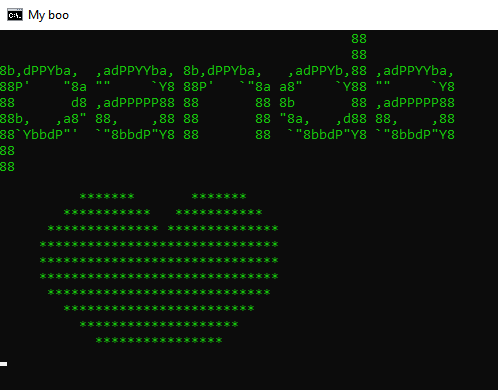 C:\. My boo
                                            88
                                            88
8b,dPPYba,  ,adPPYYba, 8b,dPPYba,   ,adPPYb,88 ,adPPYYba,
88P'    "8a ""     `Y8 88P'   `"8a a8"    `Y88 ""     `Y8
88       d8 ,adPPPPP88 88       88 8b       88 ,adPPPPP88
88b,   ,a8" 88,    ,88 88       88 "8a,   ,d88 88,    ,88
88`YbbdP"'  `"8bbdP"Y8 88       88  `"8bbdP"Y8 `"8bbdP"Y8
88
88
          *******       *******
        ***********   ***********
      ************** **************
     ******************************
     ******************************
     ******************************
      ****************************
        ************************
          ********************
            ****************